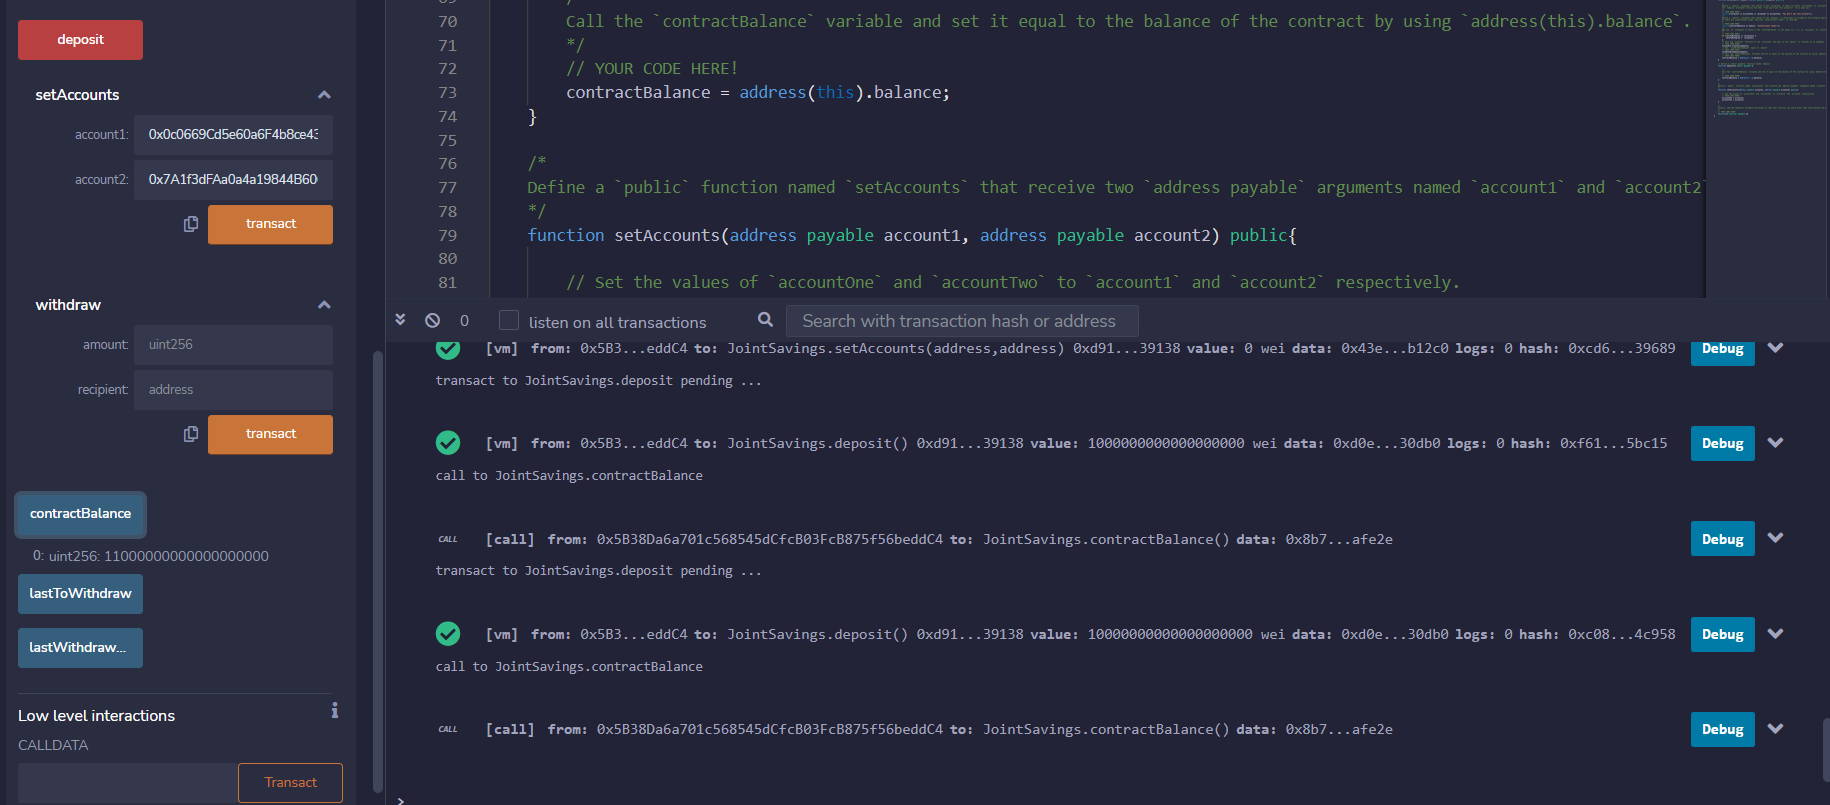 deposit
setAccounts
account1: 0x0c0669Cd5e60a6F4b8ce43
account2: 0x7A1f3dFAa0a4a19844B60
transact
withdraw
amount: uint256
recipient: address
transact
contractBalance
0: uint256: 11000000000000000000
lastToWithdraw
lastWithdraw...
Low level interactions
CALLDATA
Transact
70 Call the `contractBalance` variable and set it equal to the balance of the contract by using `address(this).balance`.
71 */
72 // YOUR CODE HERE!
73 contractBalance = address(this).balance;
74 }
75
76 /*
77 Define a `public` function named `setAccounts` that receive two `address payable` arguments named `account1` and `account2`
78 */
79 function setAccounts(address payable account1, address payable account2) public{
80
81 // Set the values of `accountOne` and `accountTwo` to `account1` and `account2` respectively.
0 listen on all transactions Search with transaction hash or address
[vm] from: 0x5B3...eddC4 to: JointSavings.setAccounts(address,address) 0xd91...39138 value: 0 wei data: 0x43e...b12c0 logs: 0 hash: 0xcd6...39689 Debug
transact to JointSavings.deposit pending ...
[vm] from: 0x5B3...eddC4 to: JointSavings.deposit() 0xd91...39138 value: 1000000000000000000 wei data: 0xd0e...30db0 logs: 0 hash: 0xf61...5bc15 Debug
call to JointSavings.contractBalance
CALL [call] from: 0x5B38Da6a701c568545dCfcB03FcB875f56beddC4 to: JointSavings.contractBalance() data: 0x8b7...afe2e Debug
transact to JointSavings.deposit pending ...
[vm] from: 0x5B3...eddC4 to: JointSavings.deposit() 0xd91...39138 value: 10000000000000000000 wei data: 0xd0e...30db0 logs: 0 hash: 0xc08...4c958 Debug
call to JointSavings.contractBalance
CALL [call] from: 0x5B38Da6a701c568545dCfcB03FcB875f56beddC4 to: JointSavings.contractBalance() data: 0x8b7...afe2e Debug
>